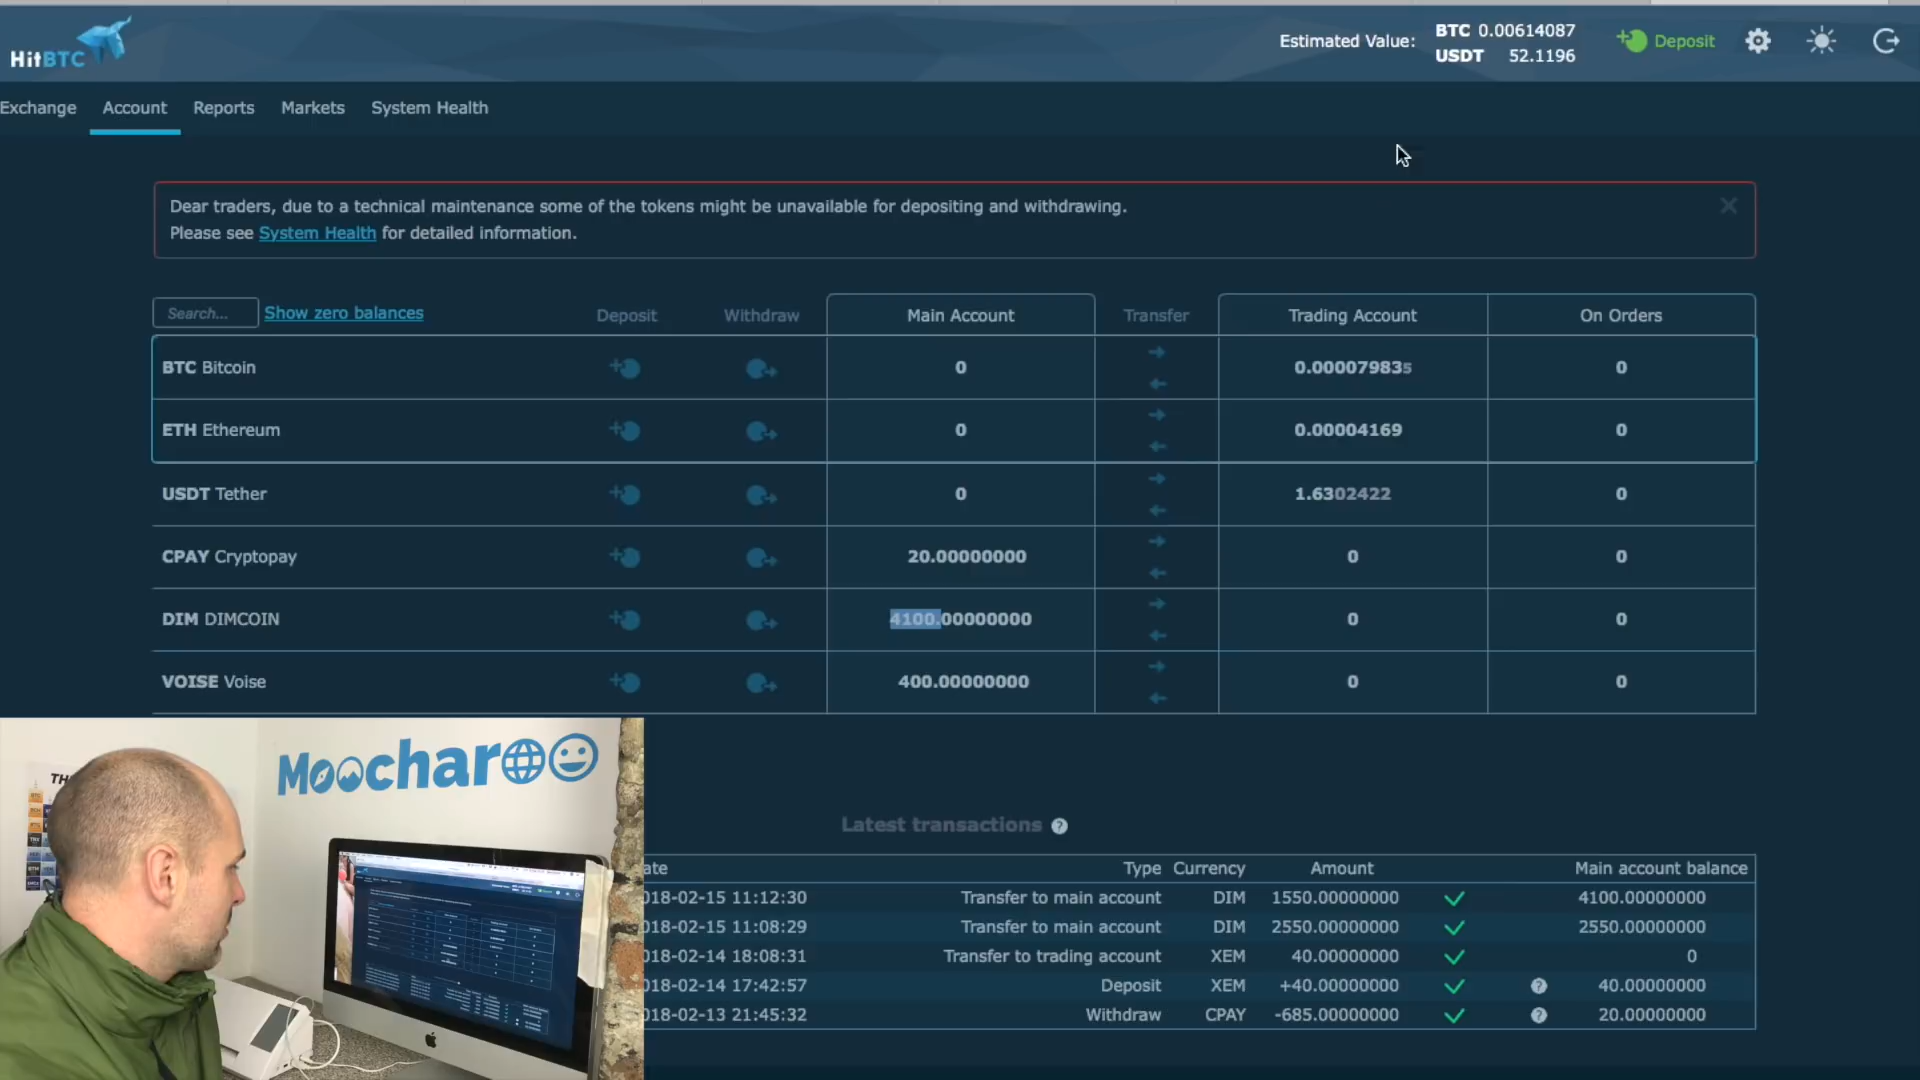 HitBTC
Estimated Value:
BTC 0.00614087
USDT 52.1196
Deposit
Exchange Account Reports Markets System Health
Dear traders, due to a technical maintenance some of the tokens might be unavailable for depositing and withdrawing.
Please see System Health for detailed information.
Search... Show zero balances Deposit Withdraw Main Account Transfer Trading Account On Orders
BTC Bitcoin 0 0.000079835 0
ETH Ethereum 0 0.00004169 0
USDT Tether 0 1.6302422 0
CPAY Cryptopay 20.00000000 0 0
DIM DIMCOIN 4100.00000000 0 0
VOISE Voise 400.00000000 0 0
Moocharoo
Latest transactions ?
ate Type Currency Amount Main account balance
018-02-15 11:12:30 Transfer to main account DIM 1550.00000000 4100.00000000
018-02-15 11:08:29 Transfer to main account DIM 2550.00000000 2550.00000000
018-02-14 18:08:31 Transfer to trading account XEM 40.00000000 0
018-02-14 17:42:57 Deposit XEM +40.00000000 ? 40.00000000
018-02-13 21:45:32 Withdraw CPAY -685.00000000 ? 20.00000000